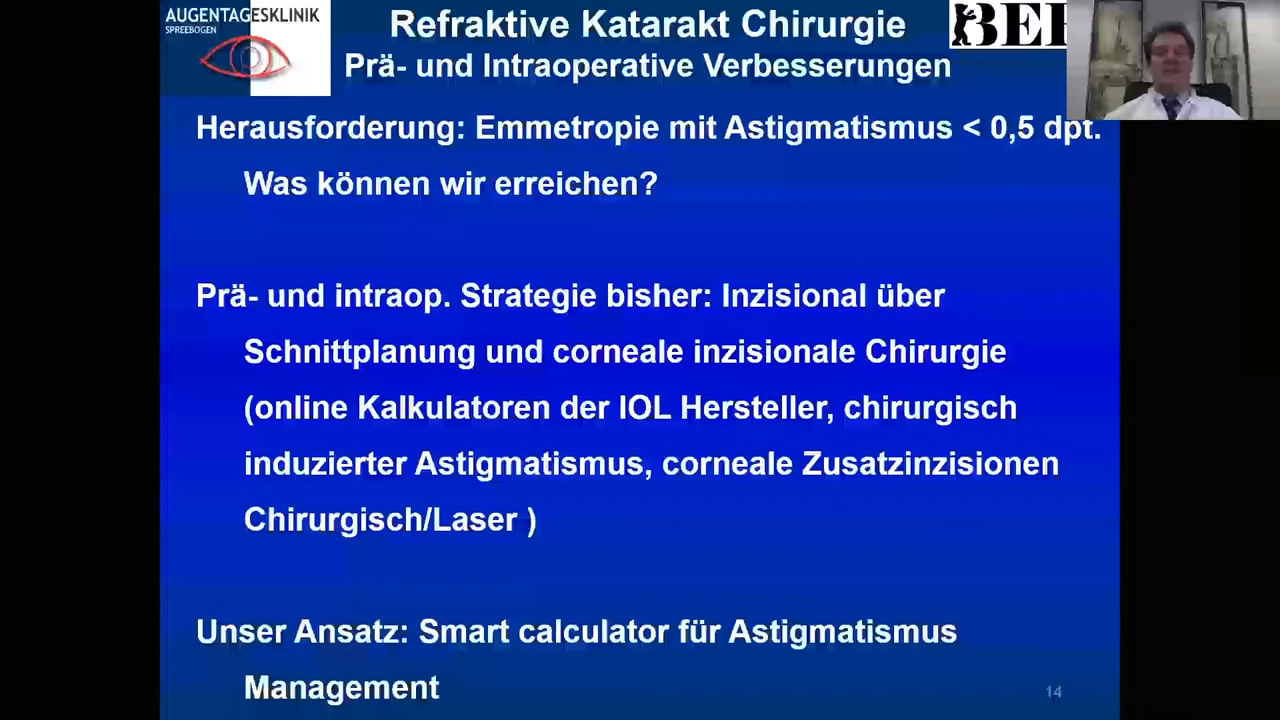 AUGENTAGESKLINIK
SPREEBOGEN
Refraktive Katarakt Chirurgie
Prä- und Intraoperative Verbesserungen
Herausforderung: Emmetropie mit Astigmatismus < 0,5 dpt.
Was können wir erreichen?
Prä- und intraop. Strategie bisher: Inzisional über
Schnittplanung und corneale inzisionale Chirurgie
(online Kalkulatoren der IOL Hersteller, chirurgisch
induzierter Astigmatismus, corneale Zusatzinzisionen
Chirurgisch/Laser )
Unser Ansatz: Smart calculator für Astigmatismus
Management
14